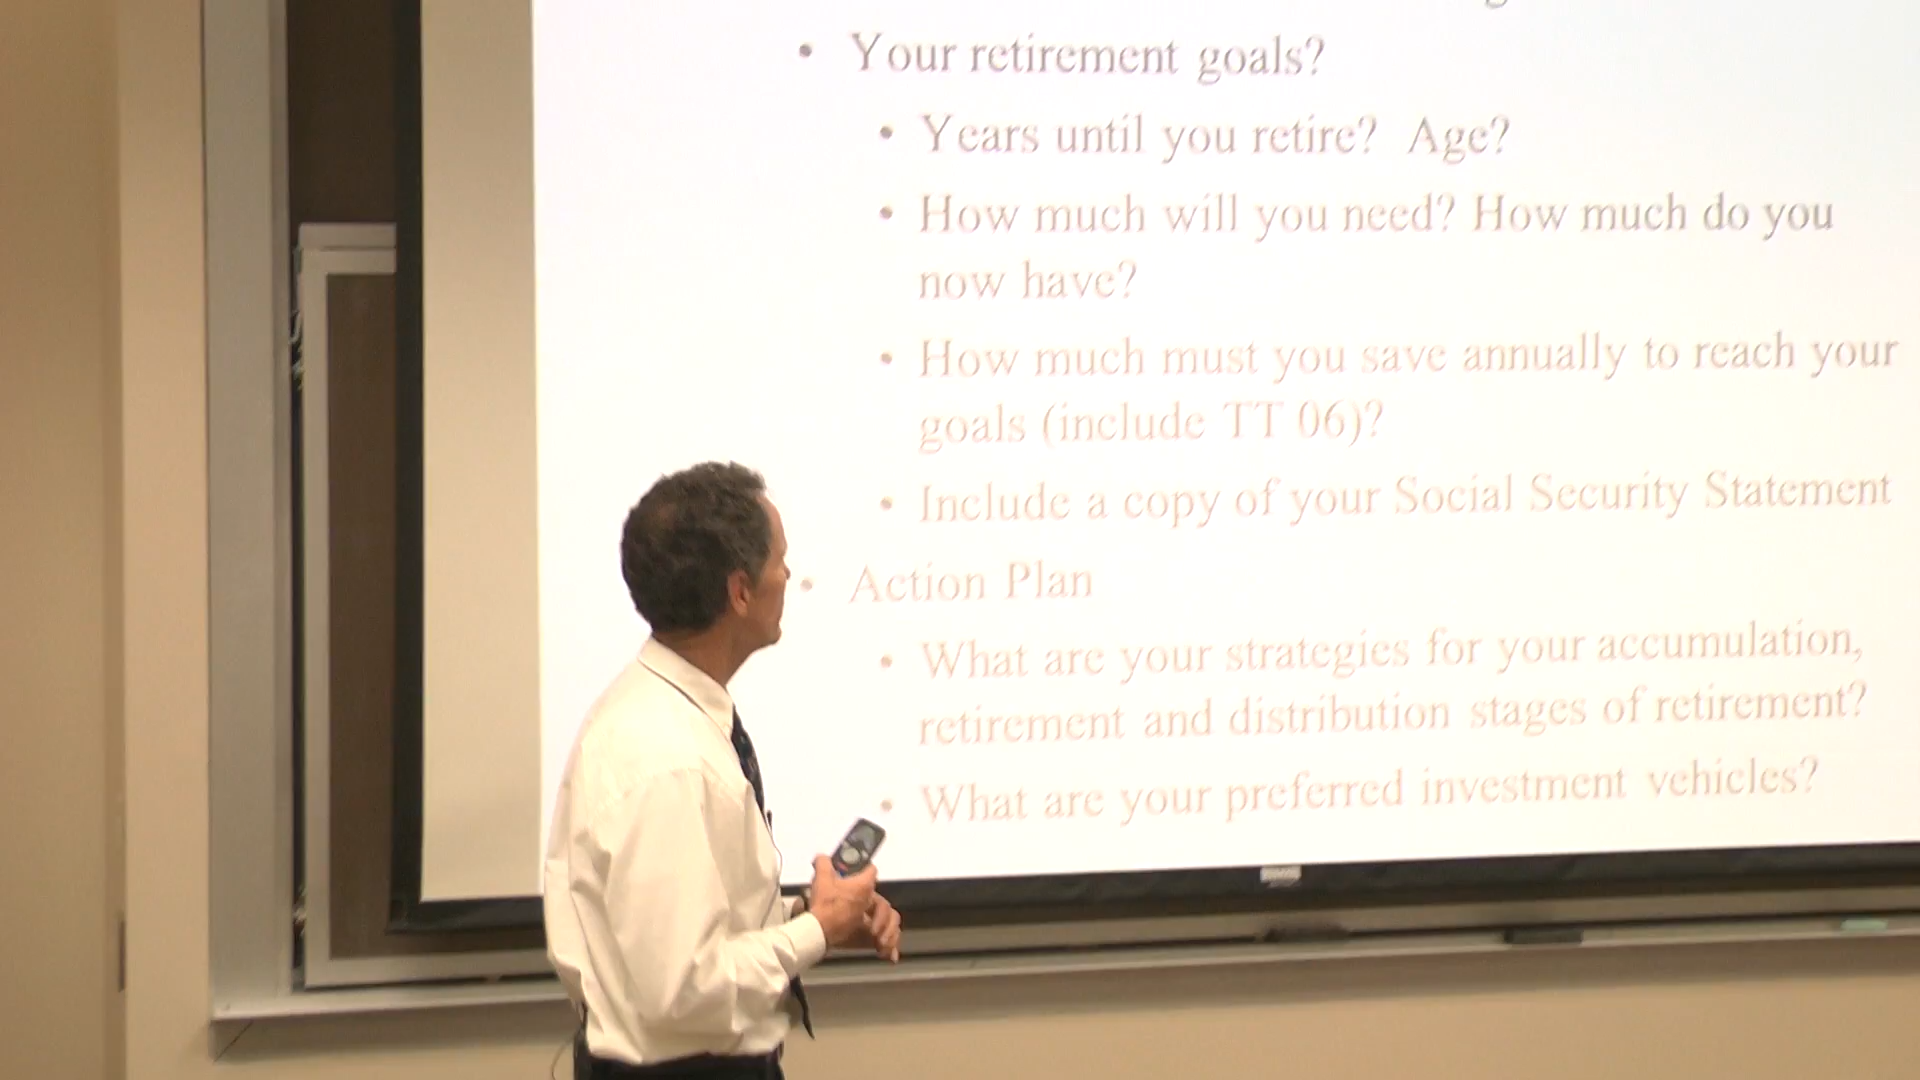 • Your retirement goals?
• Years until you retire? Age?
• How much will you need? How much do you
now have?
• How much must you save annually to reach your
goals (include TT 06)?
• Include a copy of your Social Security Statement
• Action Plan
• What are your strategies for your accumulation,
retirement and distribution stages of retirement?
• What are your preferred investment vehicles?